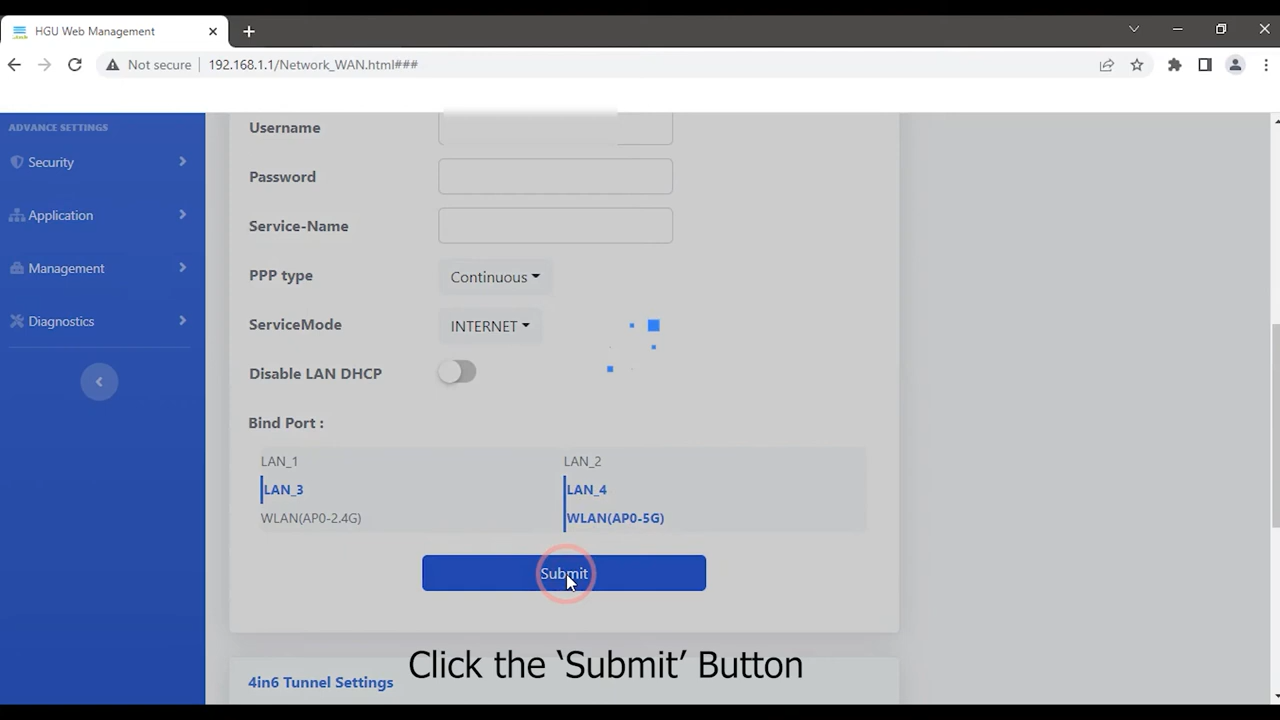 HGU Web Management
Not secure
192.168.1.1/Network_WAN.html###
ADVANCE SETTINGS
Security
Application
Management
Diagnostics
Username
Password
Service-Name
PPP type
Continuous
ServiceMode
INTERNET
Disable LAN DHCP
Bind Port :
LAN_1
LAN_2
LAN_3
LAN_4
WLAN(AP0-2.4G)
WLAN(AP0-5G)
Submit
Click the ‘Submit’ Button
4in6 Tunnel Settings